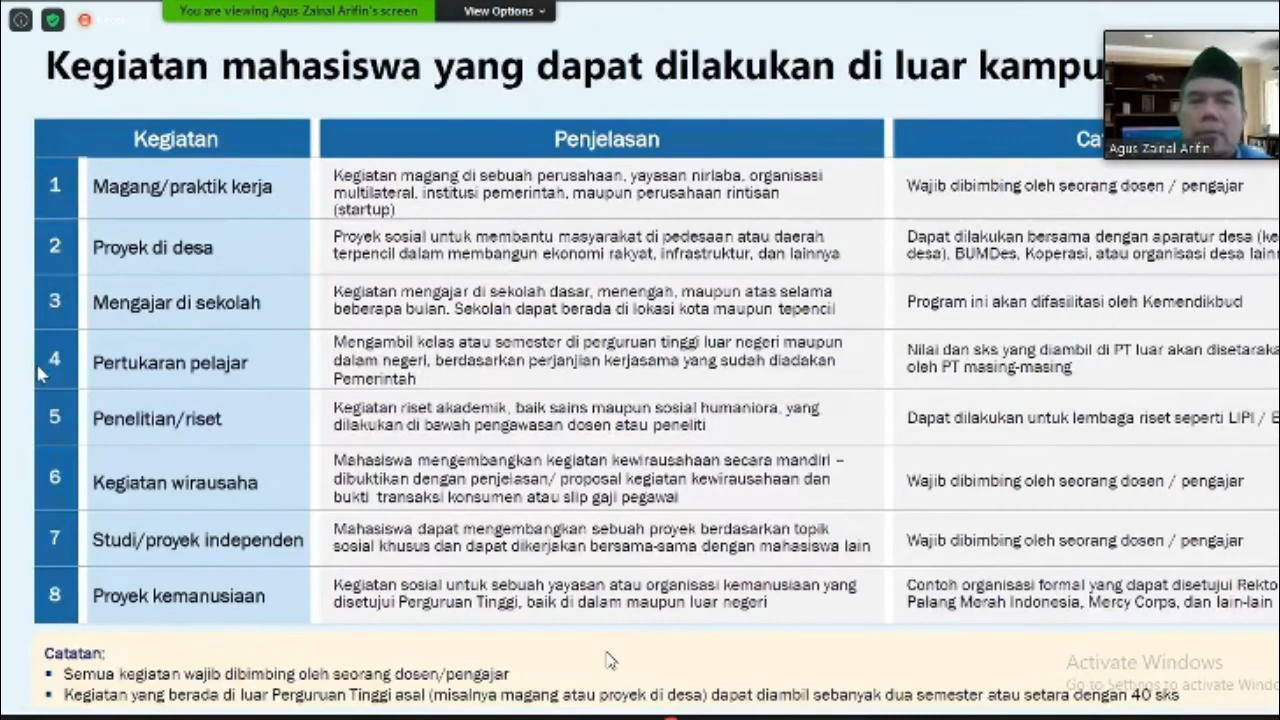 You are viewing Agus Zainal Arifin's screen
View Options
Kegiatan mahasiswa yang dapat dilakukan di luar kampu
Agus Zainal Arifin
Kegiatan
Penjelasan
1
Magang/praktik kerja
Kegiatan magang di sebuah perusahaan, yayasan nirlaba, organisasi
multilateral, institusi pemerintah, maupun perusahaan rintisan
(startup)
Wajib dibimbing oleh seorang dosen / pengajar
2
Proyek di desa
Proyek sosial untuk membantu masyarakat di pedesaan atau daerah
terpencil dalam membangun ekonomi rakyat, infrastruktur, dan lainnya
Dapat dilakukan bersama dengan aparatur desa (ke
desa), BUMDes, Koperasi, atau organisasi desa lainn
3
Mengajar di sekolah
Kegiatan mengajar di sekolah dasar, menengah, maupun atas selama
beberapa bulan. Sekolah dapat berada di lokasi kota maupun tepencil
Program ini akan difasilitasi oleh Kemendikbud
4
Pertukaran pelajar
Mengambil kelas atau semester di perguruan tinggi luar negeri maupun
dalam negeri, berdasarkan perjanjian kerjasama yang sudah diadakan
Pemerintah
Nilai dan sks yang diambil di PT luar akan disetaraka
oleh PT masing-masing
5
Penelitian/riset
Kegiatan riset akademik, baik sains maupun sosial humaniora, yang
dilakukan di bawah pengawasan dosen atau peneliti
Dapat dilakukan untuk lembaga riset seperti LIPI /
6
Kegiatan wirausaha
Mahasiswa mengembangkan kegiatan kewirausahaan secara mandiri –
dibuktikan dengan penjelasan/ proposal kegiatan kewirausahaan dan
bukti transaksi konsumen atau slip gaji pegawai
Wajib dibimbing oleh seorang dosen / pengajar
7
Studi/proyek independen
Mahasiswa dapat mengembangkan sebuah proyek berdasarkan topik
sosial khusus dan dapat dikerjakan bersama-sama dengan mahasiswa lain
Wajib dibimbing oleh seorang dosen / pengajar
8
Proyek kemanusiaan
Kegiatan sosial untuk sebuah yayasan atau organisasi kemanusiaan yang
disetujui Perguruan Tinggi, baik di dalam maupun luar negeri
Contoh organisasi formal yang dapat disetujui Rekto
Palang Merah Indonesia, Mercy Corps, dan lain-lain
Catatan:
▪ Semua kegiatan wajib dibimbing oleh seorang dosen/pengajar
▪ Kegiatan yang berada di luar Perguruan Tinggi asal (misalnya magang atau proyek di desa) dapat diambil sebanyak dua semester atau setara dengan 40 sks
Activate Windows
Go to Settings to activate Windo